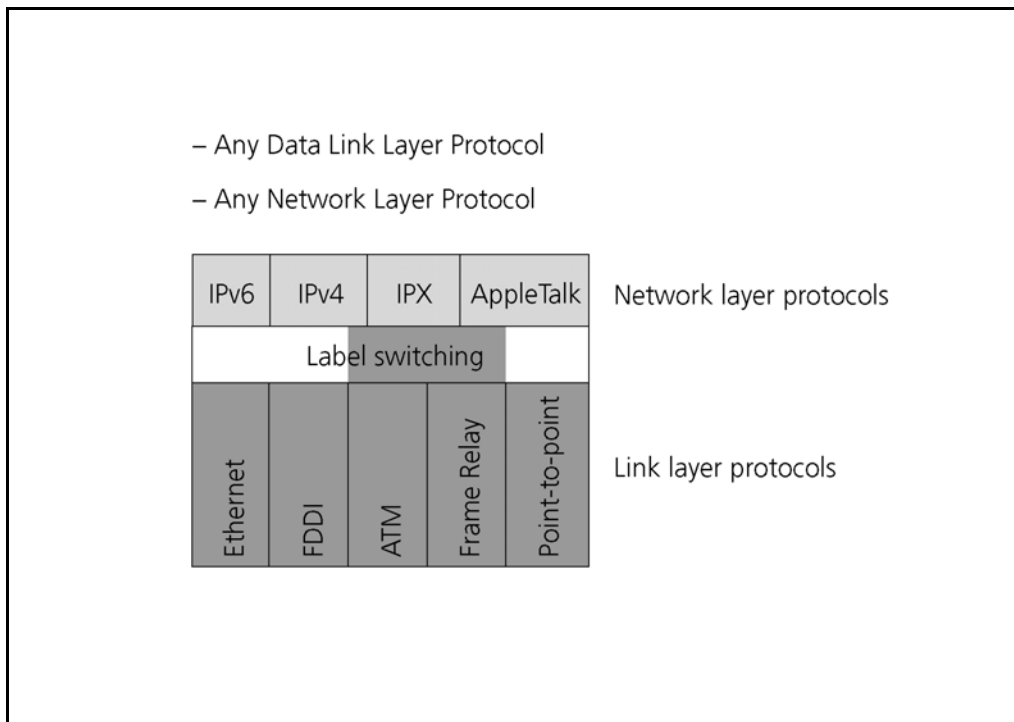 – Any Data Link Layer Protocol
– Any Network Layer Protocol
IPv6 IPv4 IPX AppleTalk Network layer protocols
Label switching
Ethernet FDDI ATM Frame Relay Point-to-point Link layer protocols